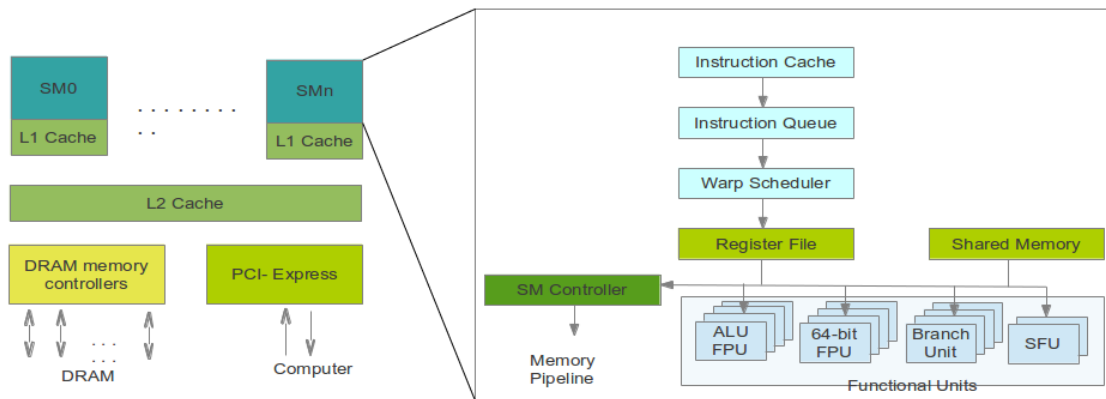 SM0
SMn
. . . . . . . .
. .
L1 Cache
L1 Cache
L2 Cache
DRAM memory
controllers
PCI- Express
. . .
. . .
DRAM
Computer
Instruction Cache
Instruction Queue
Warp Scheduler
Register File
Shared Memory
SM Controller
Memory
Pipeline
ALU
FPU
64-bit
FPU
Branch
Unit
SFU
Functional Units